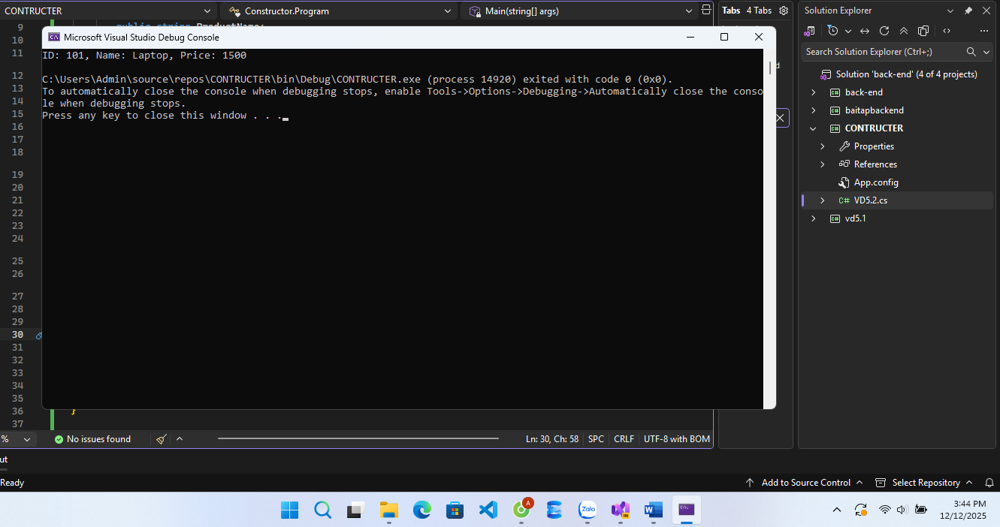 CONTRUCTER
Constructor.Program
Main(string[] args)
Tabs 4 Tabs
Solution Explorer
9
public string ProductName;
10
11
12
13
14
15
16
17
18
19
20
21
22
23
24
25
26
27
28
29
30
31
32
33
34
35
36 }
37
Microsoft Visual Studio Debug Console
ID: 101, Name: Laptop, Price: 1500
C:\Users\Admin\source\repos\CONTRUCTER\bin\Debug\CONTRUCTER.exe (process 14920) exited with code 0 (0x0).
To automatically close the console when debugging stops, enable Tools->Options->Debugging->Automatically close the conso
le when debugging stops.
Press any key to close this window . . .
Search Solution Explorer (Ctrl+;)
Solution 'back-end' (4 of 4 projects)
C# back-end
C# baitapbackend
C# CONTRUCTER
Properties
References
App.config
C# VD5.2.cs
C# vd5.1
%
No issues found
Ln: 30, Ch: 58 SPC CRLF UTF-8 with BOM
ut
Ready
Add to Source Control
Select Repository
A
Zalo
IN
W
3:44 PM
12/12/2025